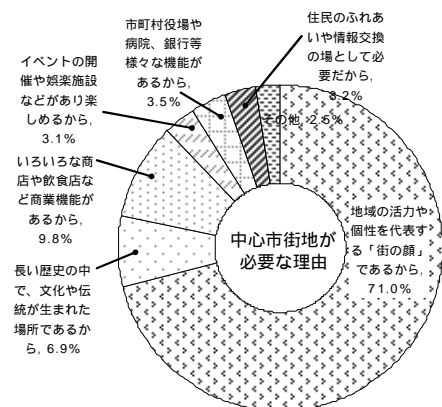 市町村役場や
病院、銀行等
様々な機能が
あるから,
3.5%
住民のふれあ
いや情報交換
の場として必
要だから,
3.2%
その他, 2.5%
イベントの開
催や娯楽施設
などがあり楽
しめるから,
3.1%
いろいろな商
店や飲食店な
ど商業機能が
あるから,
9.8%
長い歴史の中
で、文化や伝
統が生まれた
場所であるか
ら, 6.9%
中心市街地が
必要な理由
地域の活力や
個性を代表す
る「街の顔」
であるから,
71.0%